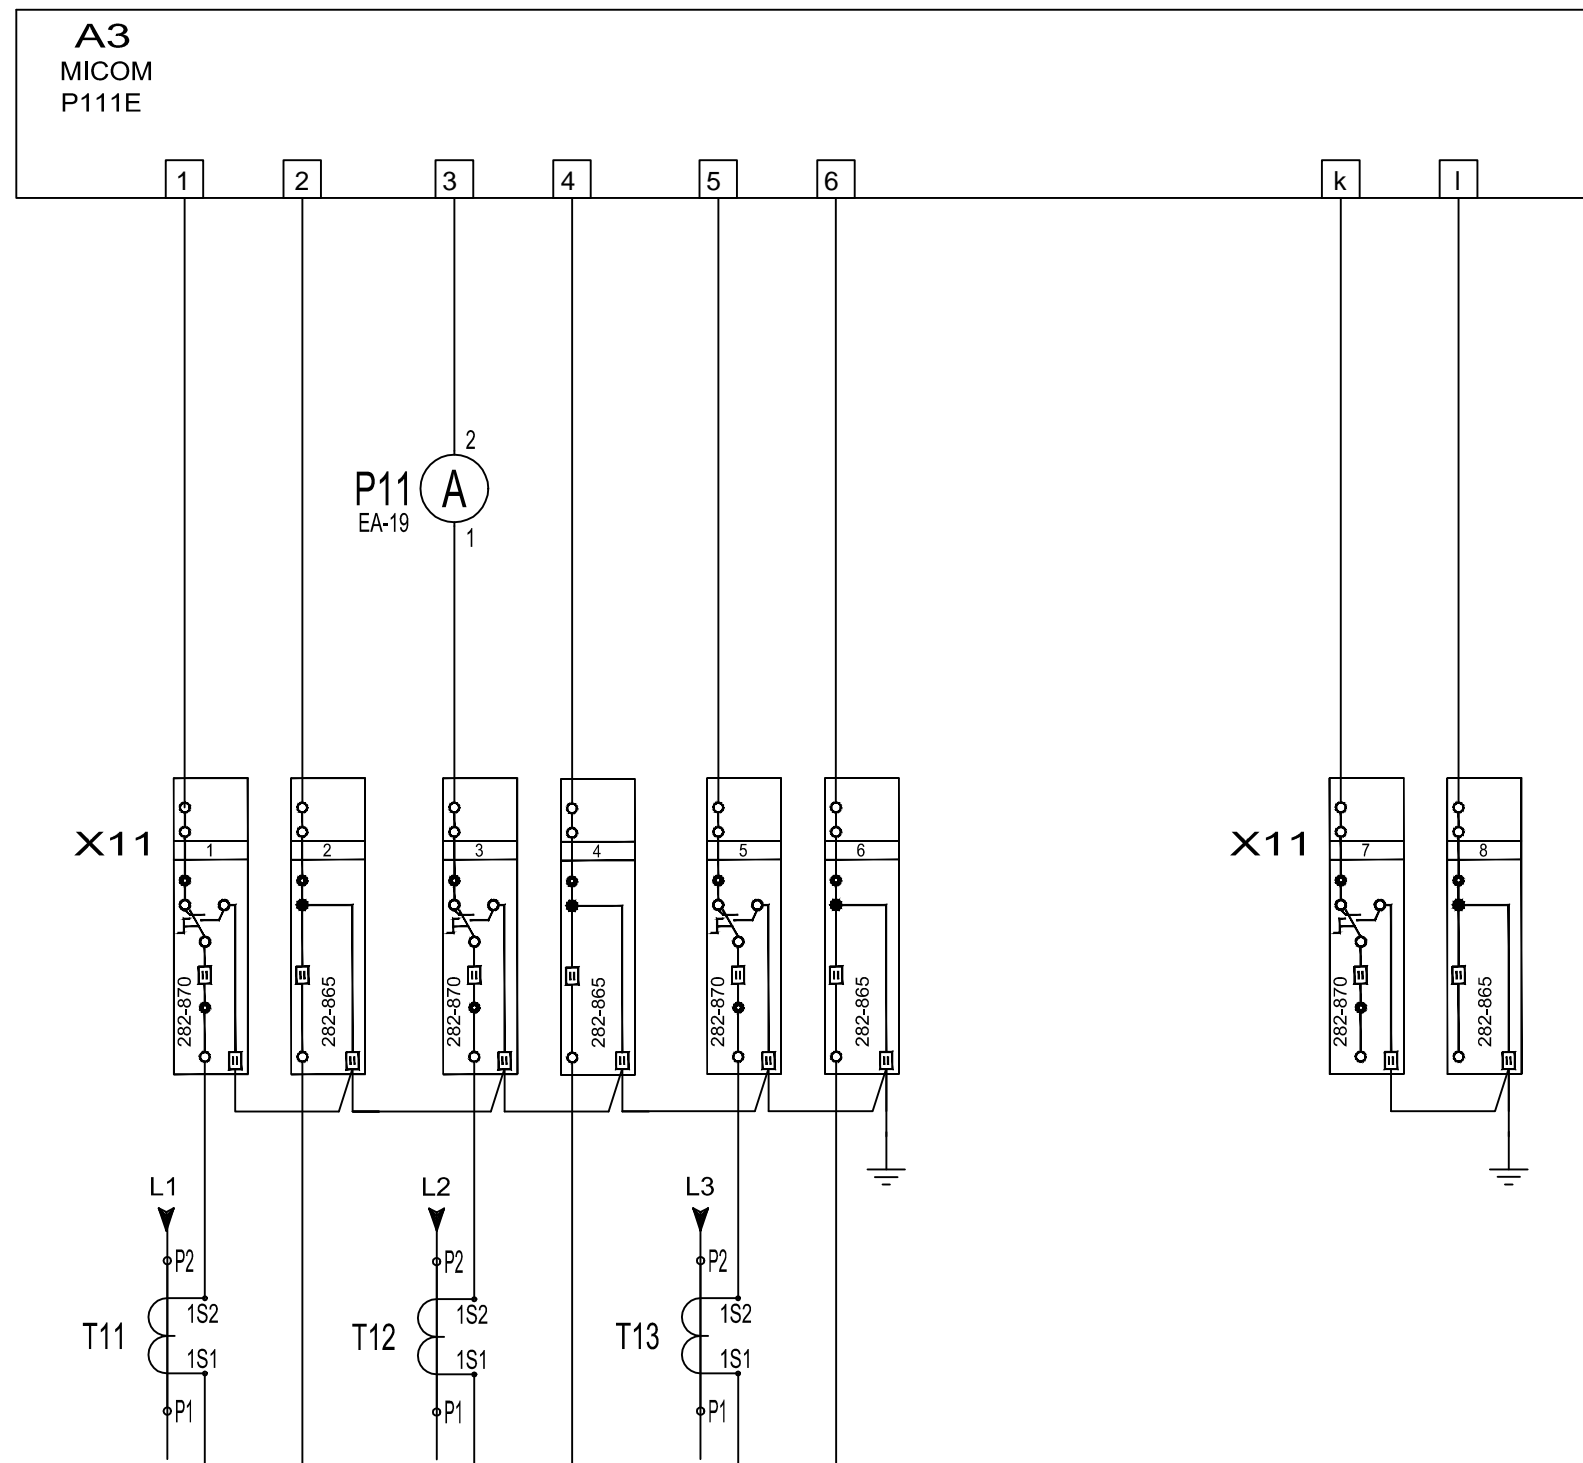 A3
MICOM
P111E
1 2 3 4 5 6 k l
2
P11 A
EA-19
1
X11 1 2 3 4 5 6 X11 7 8
282-870 282-865 282-870 282-865 282-870 282-865 282-870 282-865
L1 L2 L3
P2 P2 P2
1S2 1S2 1S2
T11 T12 T13
1S1 1S1 1S1
P1 P1 P1